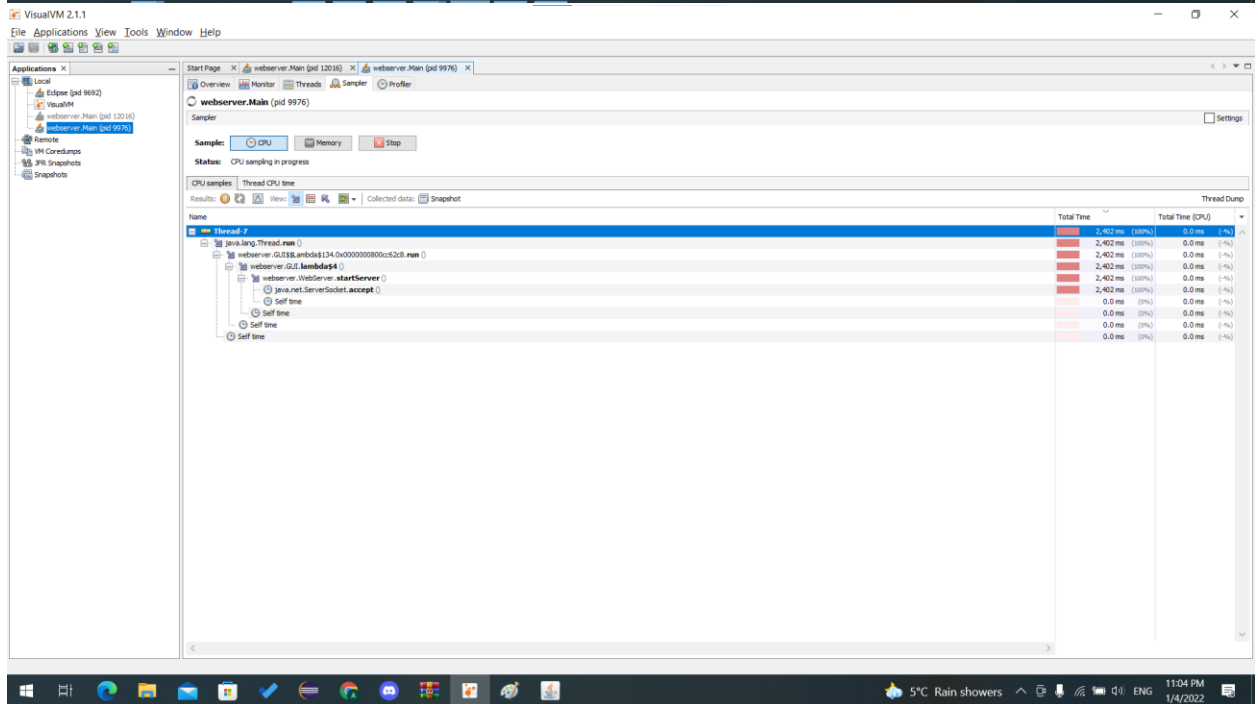 VisualVM 2.1.1
File Applications View Tools Window Help
Applications
Local
Eclipse (pid 9692)
VisualVM
webserver.Main (pid 12016)
webserver.Main (pid 9976)
Remote
VM Coredumps
JFR Snapshots
Snapshots
Start Page webserver.Main (pid 12016) webserver.Main (pid 9976)
Overview Monitor Threads Sampler Profiler
webserver.Main (pid 9976)
Sampler Settings
Sample: CPU Memory Stop
Status: CPU sampling in progress
CPU samples Thread CPU time
Results: View: Collected data: Snapshot Thread Dump
Name Total Time Total Time (CPU)
Thread-7 2,402 ms (100%) 0.0 ms (-%)
java.lang.Thread.run () 2,402 ms (100%) 0.0 ms (-%)
webserver.GUI$$Lambda$134.0x0000000800cc62c8.run () 2,402 ms (100%) 0.0 ms (-%)
webserver.GUI.lambda$4 () 2,402 ms (100%) 0.0 ms (-%)
webserver.WebServer.startServer () 2,402 ms (100%) 0.0 ms (-%)
java.net.ServerSocket.accept () 2,402 ms (100%) 0.0 ms (-%)
Self time 0.0 ms (0%) 0.0 ms (-%)
Self time 0.0 ms (0%) 0.0 ms (-%)
Self time 0.0 ms (0%) 0.0 ms (-%)
Self time 0.0 ms (0%) 0.0 ms (-%)
5°C Rain showers ENG 11:04 PM
1/4/2022